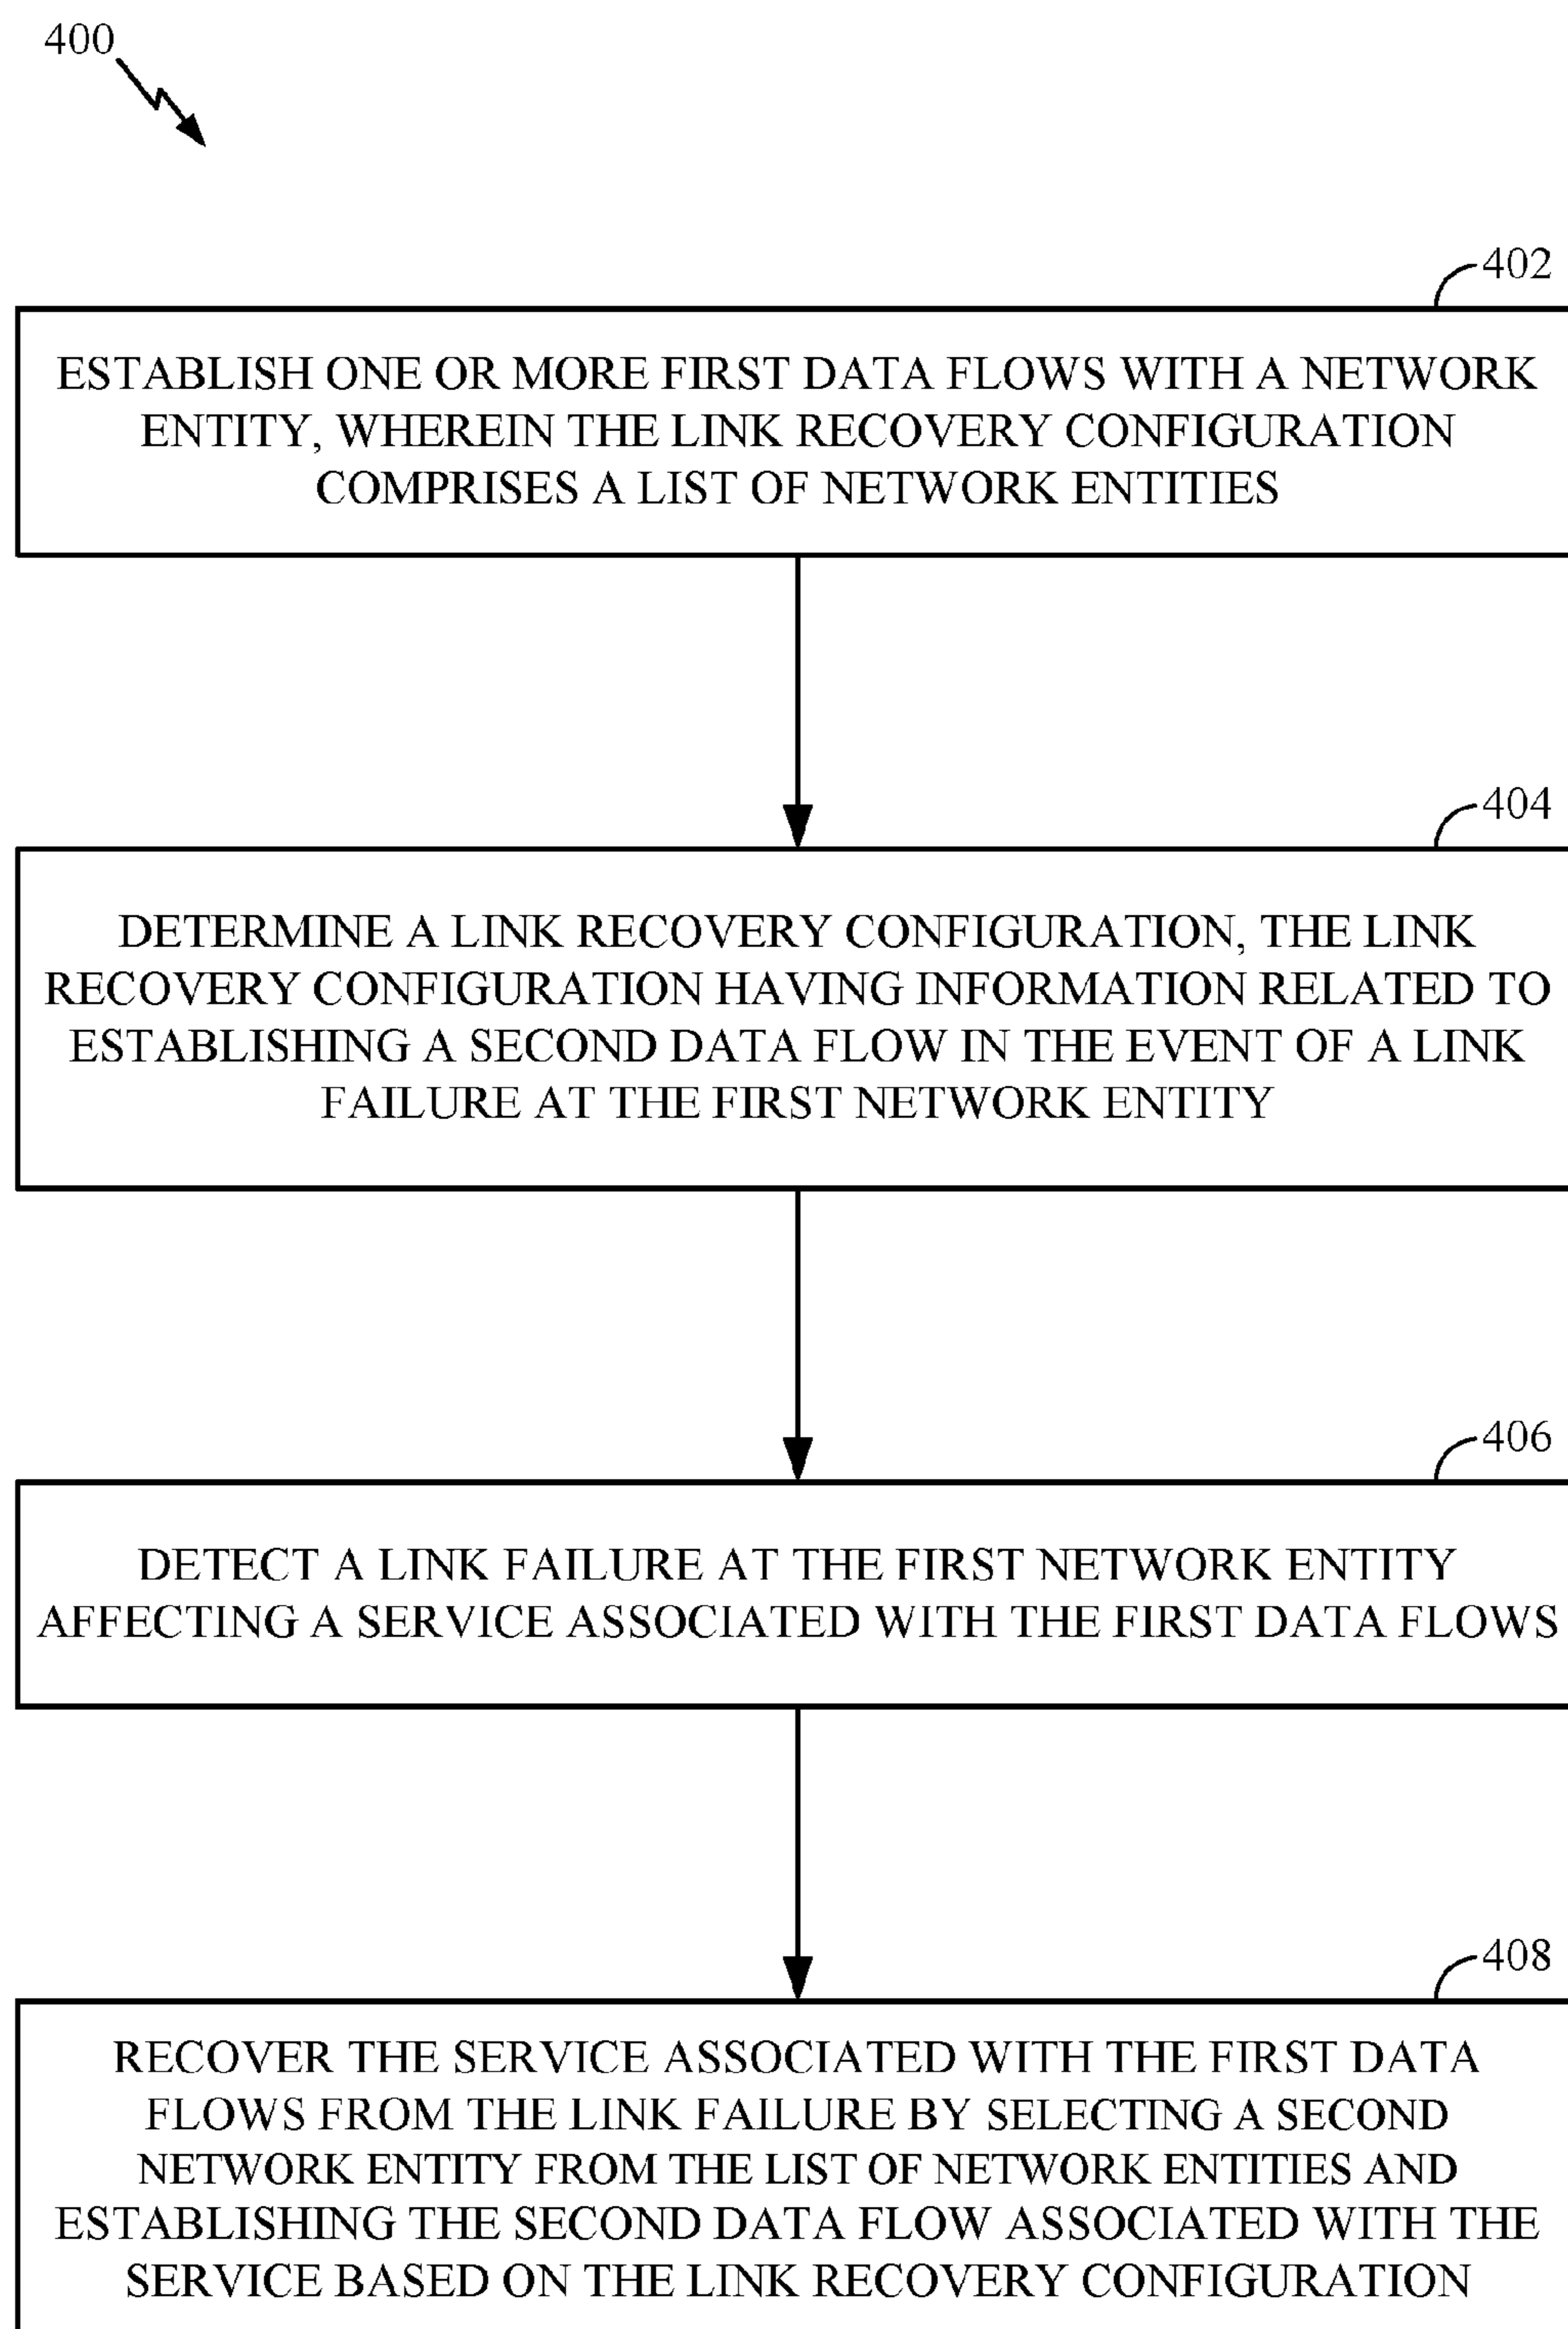 400
402
ESTABLISH ONE OR MORE FIRST DATA FLOWS WITH A NETWORK
ENTITY, WHEREIN THE LINK RECOVERY CONFIGURATION
COMPRISES A LIST OF NETWORK ENTITIES
404
DETERMINE A LINK RECOVERY CONFIGURATION, THE LINK
RECOVERY CONFIGURATION HAVING INFORMATION RELATED TO
ESTABLISHING A SECOND DATA FLOW IN THE EVENT OF A LINK
FAILURE AT THE FIRST NETWORK ENTITY
406
DETECT A LINK FAILURE AT THE FIRST NETWORK ENTITY
AFFECTING A SERVICE ASSOCIATED WITH THE FIRST DATA FLOWS
408
RECOVER THE SERVICE ASSOCIATED WITH THE FIRST DATA
FLOWS FROM THE LINK FAILURE BY SELECTING A SECOND
NETWORK ENTITY FROM THE LIST OF NETWORK ENTITIES AND
ESTABLISHING THE SECOND DATA FLOW ASSOCIATED WITH THE
SERVICE BASED ON THE LINK RECOVERY CONFIGURATION